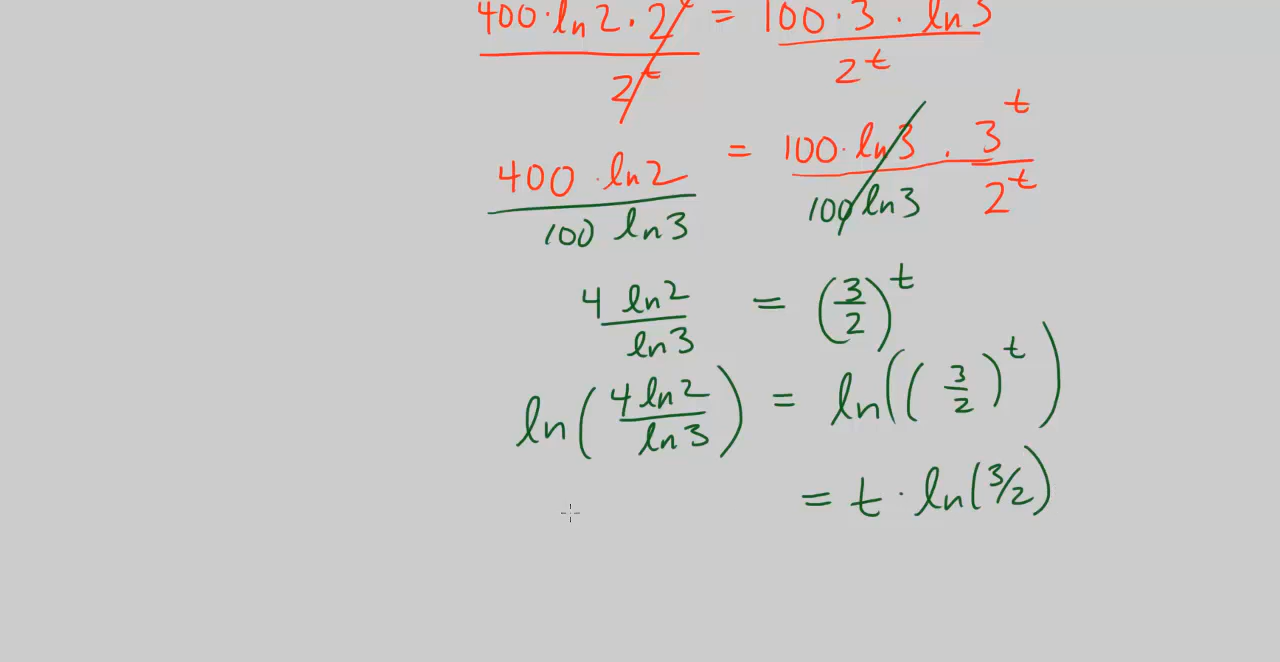 400 · ln 2 · 2^t / 2^t = 100 · 3 · ln 3 / 2^t
400 · ln 2 / 100 ln 3 = 100 · ln 3 / 100 ln 3 · 3^t / 2^t
4 ln 2 / ln 3 = (3/2)^t
ln(4 ln 2 / ln 3) = ln((3/2)^t)
= t · ln(3/2)